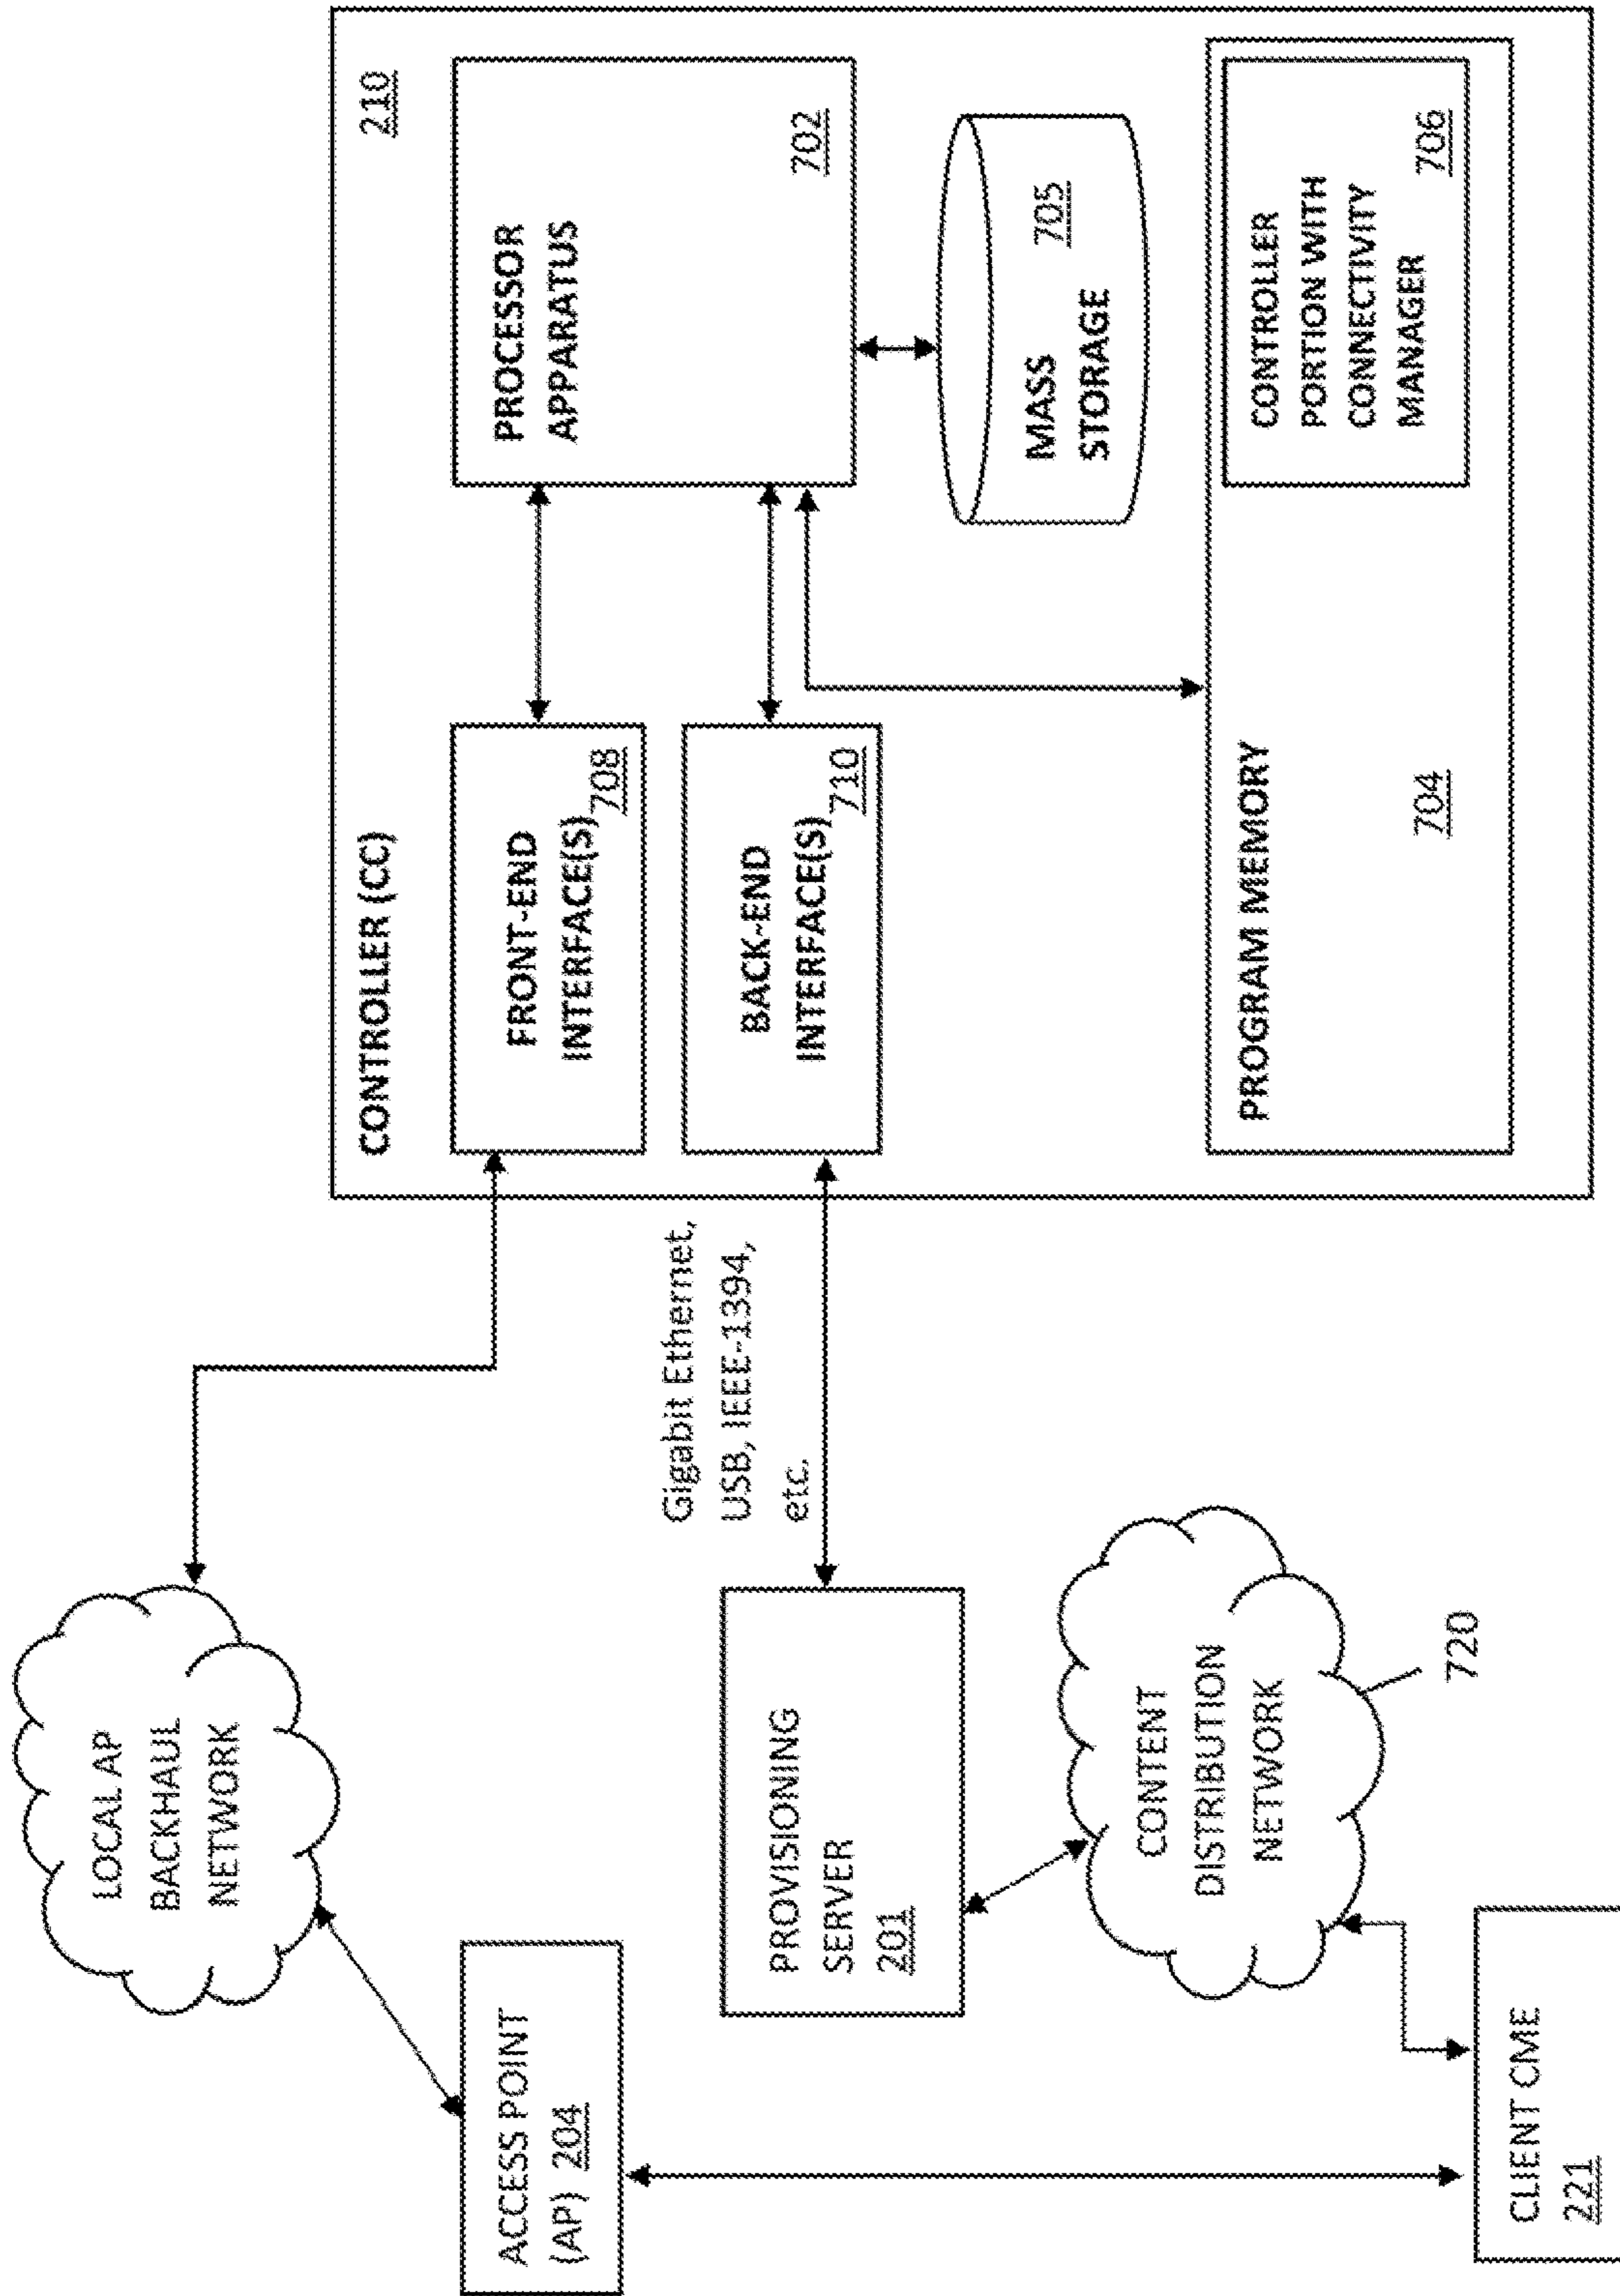 LOCAL AP
BACKHAUL
NETWORK
ACCESS POINT
(AP) 204
Gigabit Ethernet,
USB, IEEE-1394,
etc.
PROVISIONING
SERVER
201
CONTENT
DISTRIBUTION
NETWORK
720
CLIENT CME
221
CONTROLLER (CC)
210
FRONT-END
INTERFACE(S)
708
BACK-END
INTERFACE(S)
710
PROCESSOR
APPARATUS
702
MASS
STORAGE
705
PROGRAM MEMORY
704
CONTROLLER
PORTION WITH
CONNECTIVITY
MANAGER
706